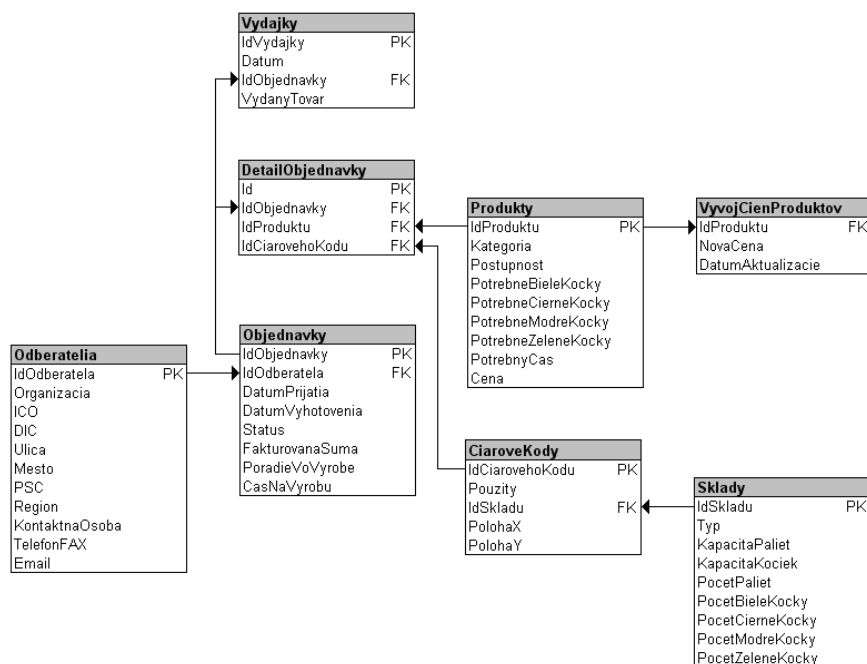 Vydajky
IdVydajky PK
Datum
IdObjednavky FK
VydanyTovar
DetailObjednavky
Id PK
IdObjednavky FK
IdProduktu FK
IdCiarovehoKodu FK
Produkty
IdProduktu PK
Kategoria
Postupnost
PotrebneBieleKocky
PotrebneCierneKocky
PotrebneModreKocky
PotrebneZeleneKocky
PotrebnyCas
Cena
VyvojCienProduktov
IdProduktu FK
NovaCena
DatumAktualizacie
Odberatelia
IdOdberatela PK
Organizacia
ICO
DIC
Ulica
Mesto
PSC
Region
KontaktnaOsoba
TelefonFAX
Email
Objednavky
IdObjednavky PK
IdOdberatela FK
DatumPrijatia
DatumVyhotovenia
Status
FakturovanaSuma
PoradieVoVyrobe
CasNaVyrobu
CiaroveKody
IdCiarovehoKodu PK
Pouzity
IdSkladu FK
PolohaX
PolohaY
Sklady
IdSkladu PK
Typ
KapacitaPaliet
KapacitaKociek
PocetPaliet
PocetBieleKocky
PocetCierneKocky
PocetModreKocky
PocetZeleneKocky